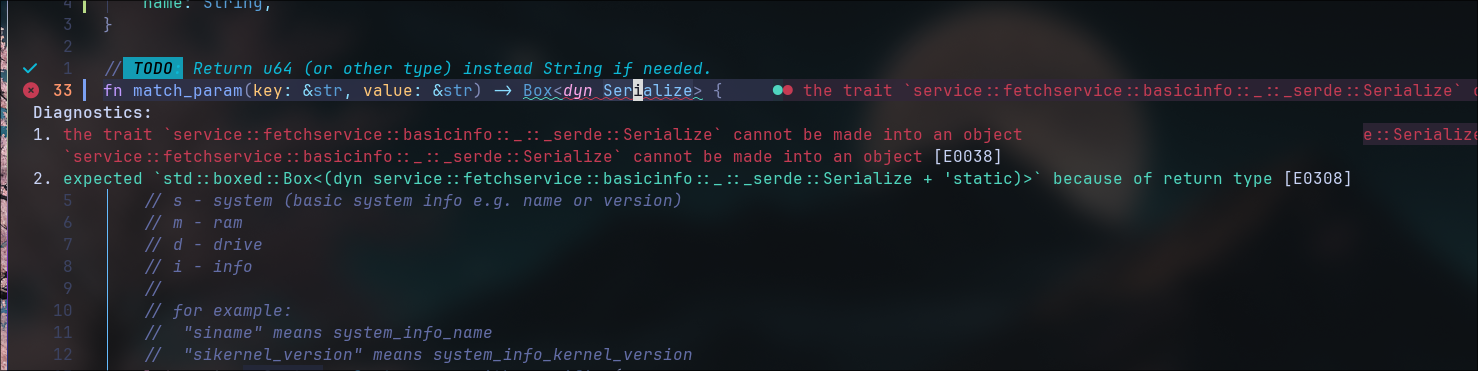 4 name: String,
3 }
2
1 // TODO: Return u64 (or other type) instead String if needed.
33 fn match_param(key: &str, value: &str) -> Box<dyn Serialize> { the trait `service::fetchservice::basicinfo::_::_serde::Serialize` c
Diagnostics:
1. the trait `service::fetchservice::basicinfo::_::_serde::Serialize` cannot be made into an object e::Serialize
`service::fetchservice::basicinfo::_::_serde::Serialize` cannot be made into an object [E0038]
2. expected `std::boxed::Box<(dyn service::fetchservice::basicinfo::_::_serde::Serialize + 'static)>` because of return type [E0308]
5 // s - system (basic system info e.g. name or version)
6 // m - ram
7 // d - drive
8 // i - info
9 //
10 // for example:
11 // "siname" means system_info_name
12 // "sikernel_version" means system_info_kernel_version